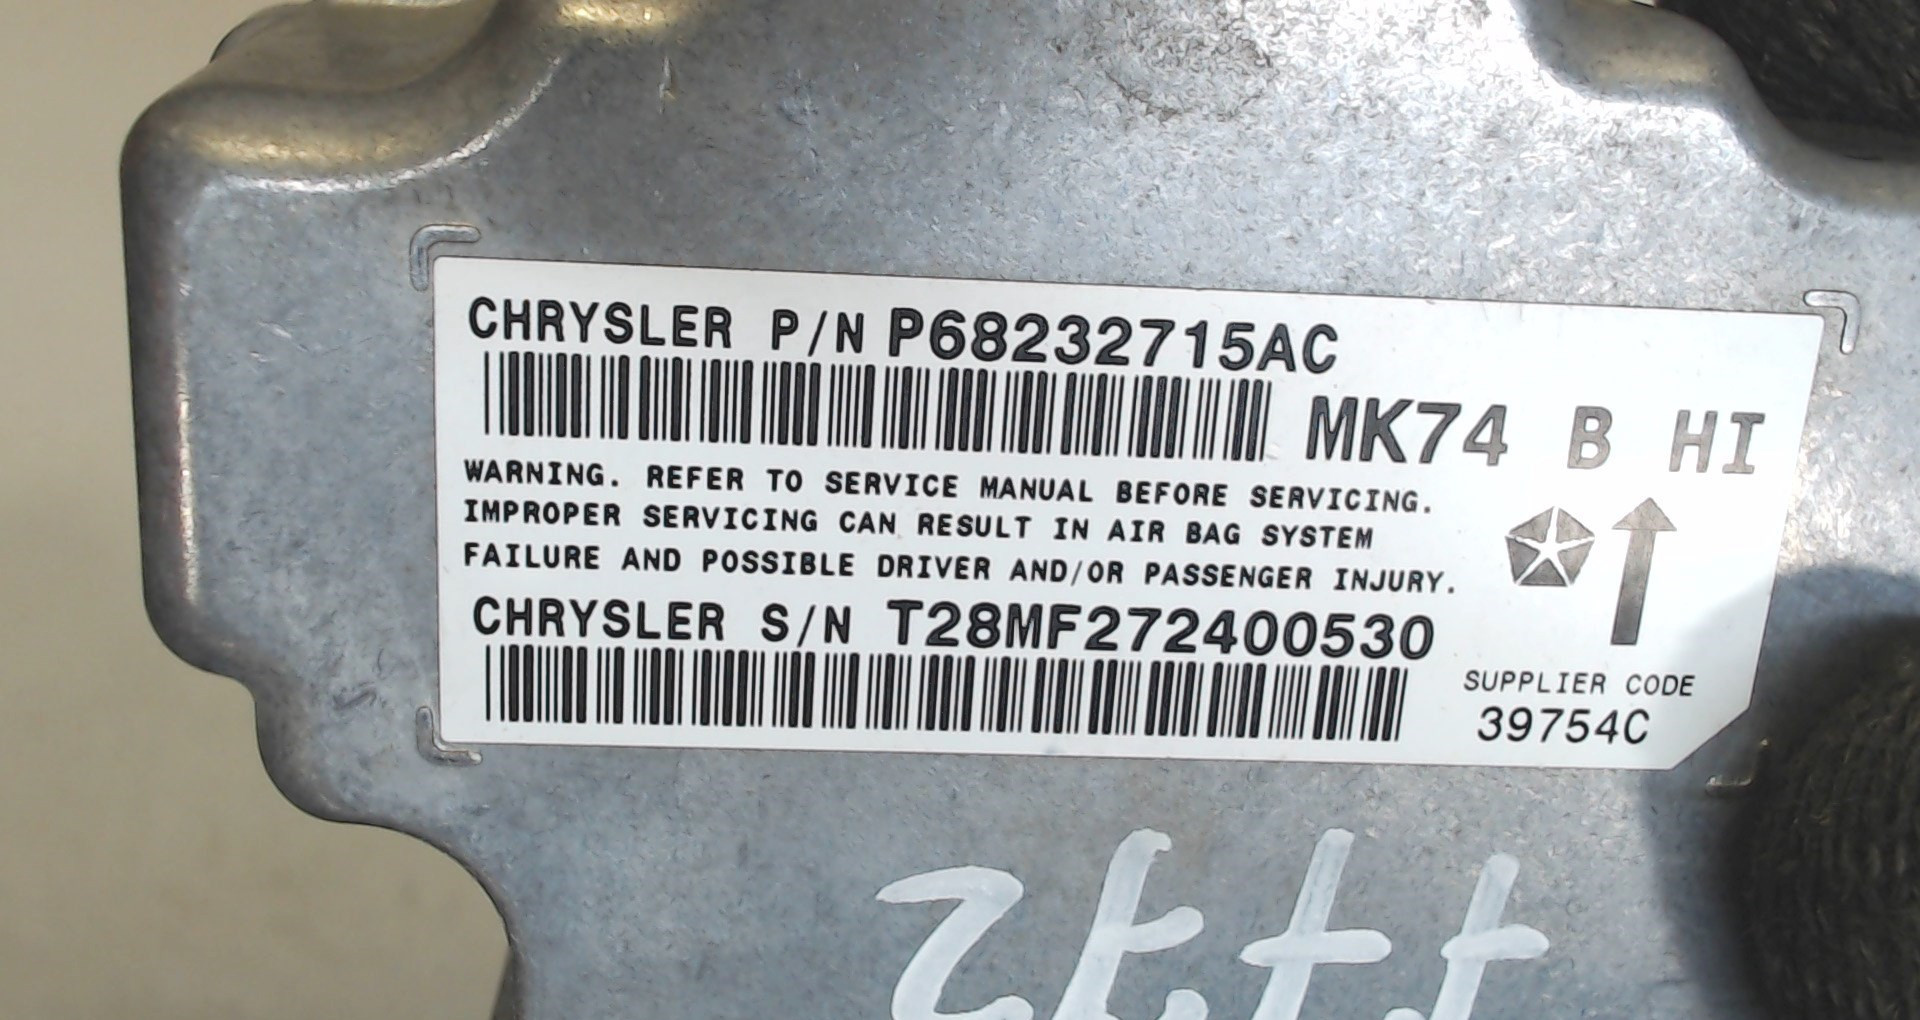 CHRYSLER P/N P68232715AC
MK74 B HI
WARNING. REFER TO SERVICE MANUAL BEFORE SERVICING.
IMPROPER SERVICING CAN RESULT IN AIR BAG SYSTEM
FAILURE AND POSSIBLE DRIVER AND/OR PASSENGER INJURY.
CHRYSLER S/N T28MF272400530
SUPPLIER CODE
39754C